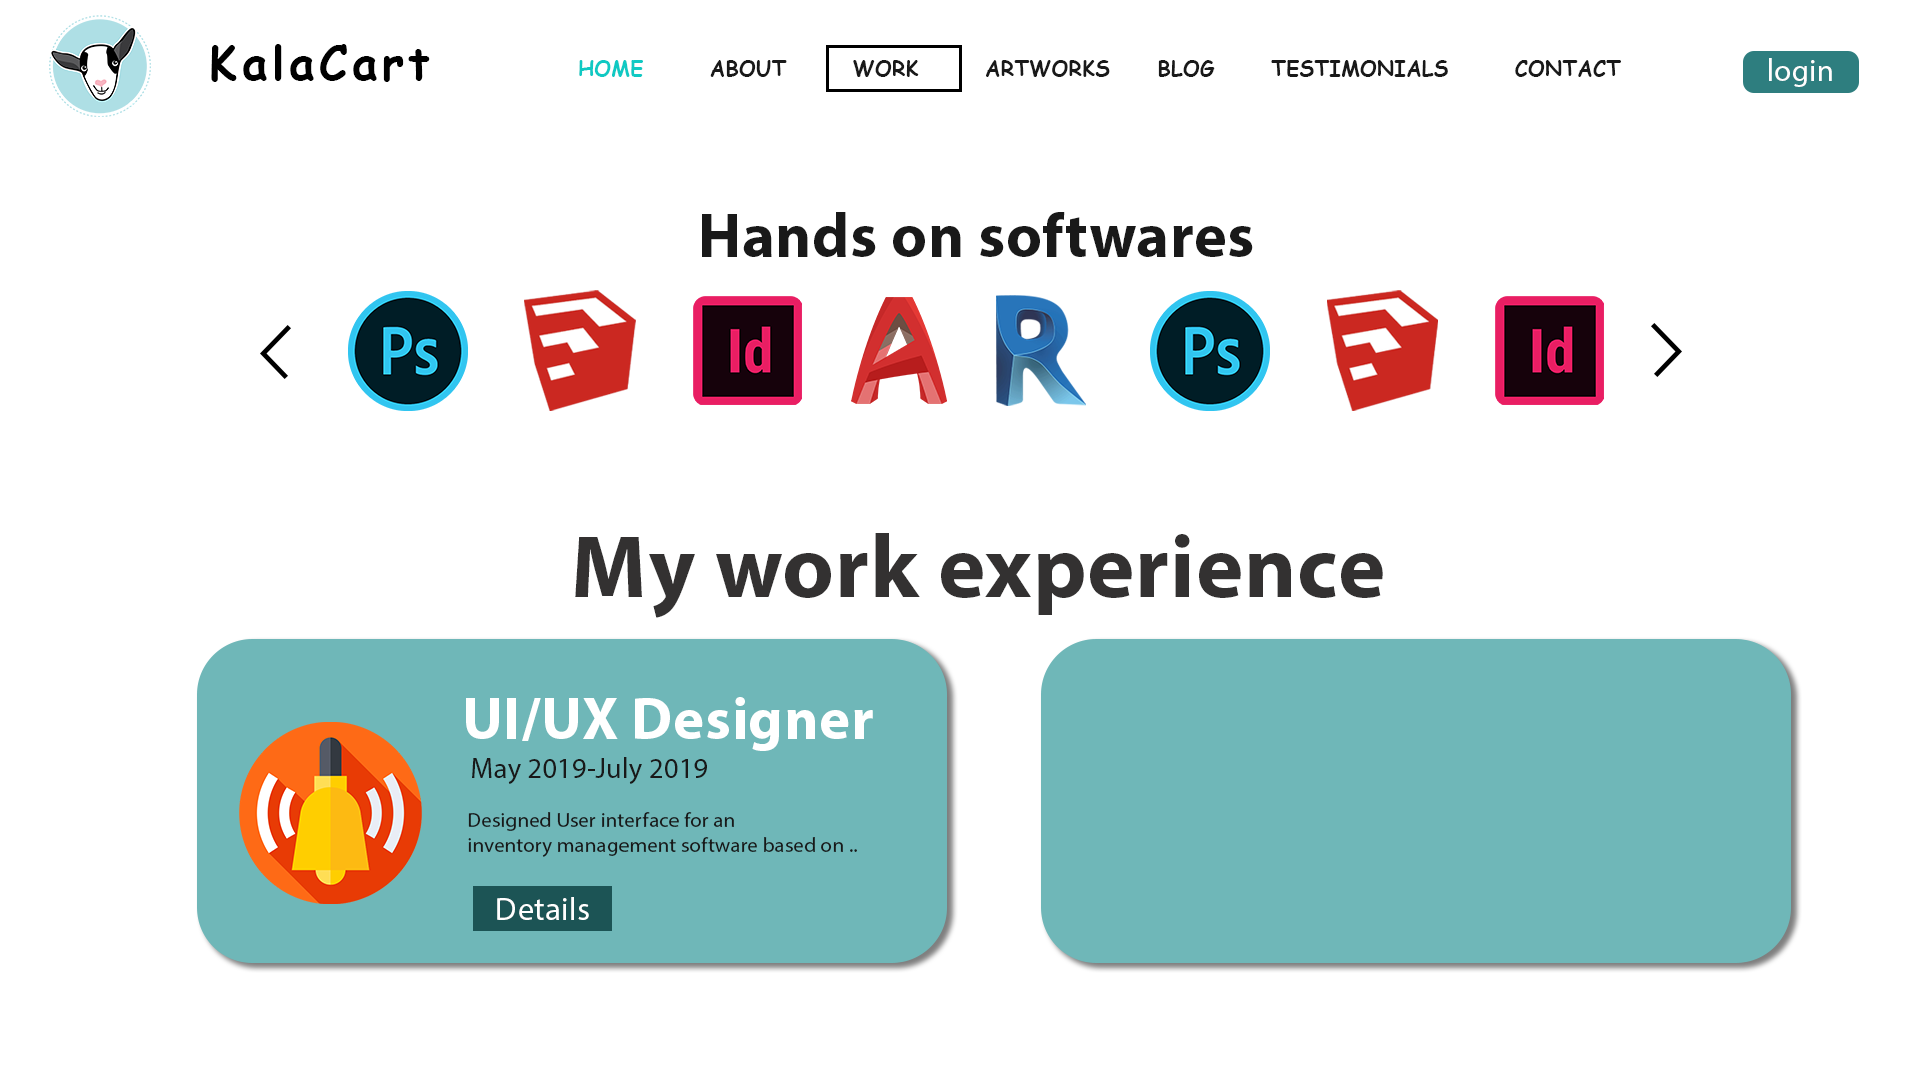 KalaCart
HOME ABOUT WORK ARTWORKS BLOG TESTIMONIALS CONTACT login
Hands on softwares
Ps Id A R Ps Id
My work experience
UI/UX Designer
May 2019-July 2019
Designed User interface for an
inventory management software based on ..
Details